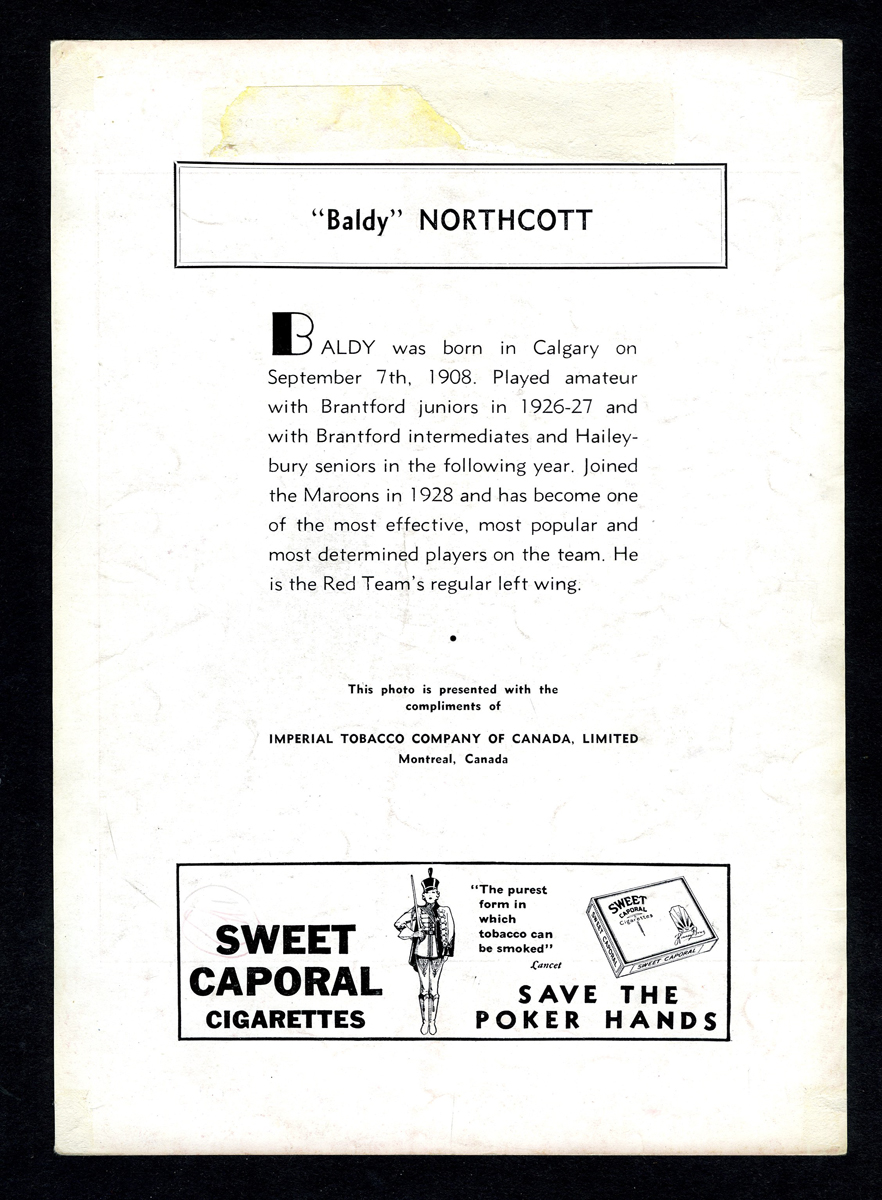 “Baldy” NORTHCOTT
BALDY was born in Calgary on
September 7th, 1908. Played amateur
with Brantford juniors in 1926-27 and
with Brantford intermediates and Hailey-
bury seniors in the following year. Joined
the Maroons in 1928 and has become one
of the most effective, most popular and
most determined players on the team. He
is the Red Team’s regular left wing.
This photo is presented with the
compliments of
IMPERIAL TOBACCO COMPANY OF CANADA, LIMITED
Montreal, Canada
SWEET
CAPORAL
CIGARETTES
“The purest
form in
which
tobacco can
be smoked”
Lancet
SWEET
CAPORAL
Cigarettes
SWEET CAPORAL
SWEET CAPORAL
SAVE THE
POKER HANDS